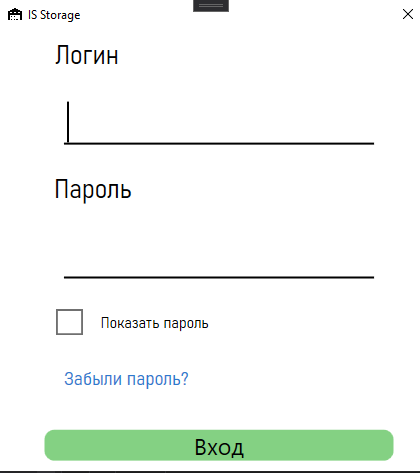 IS Storage
Логин
Пароль
Показать пароль
Забыли пароль?
Вход